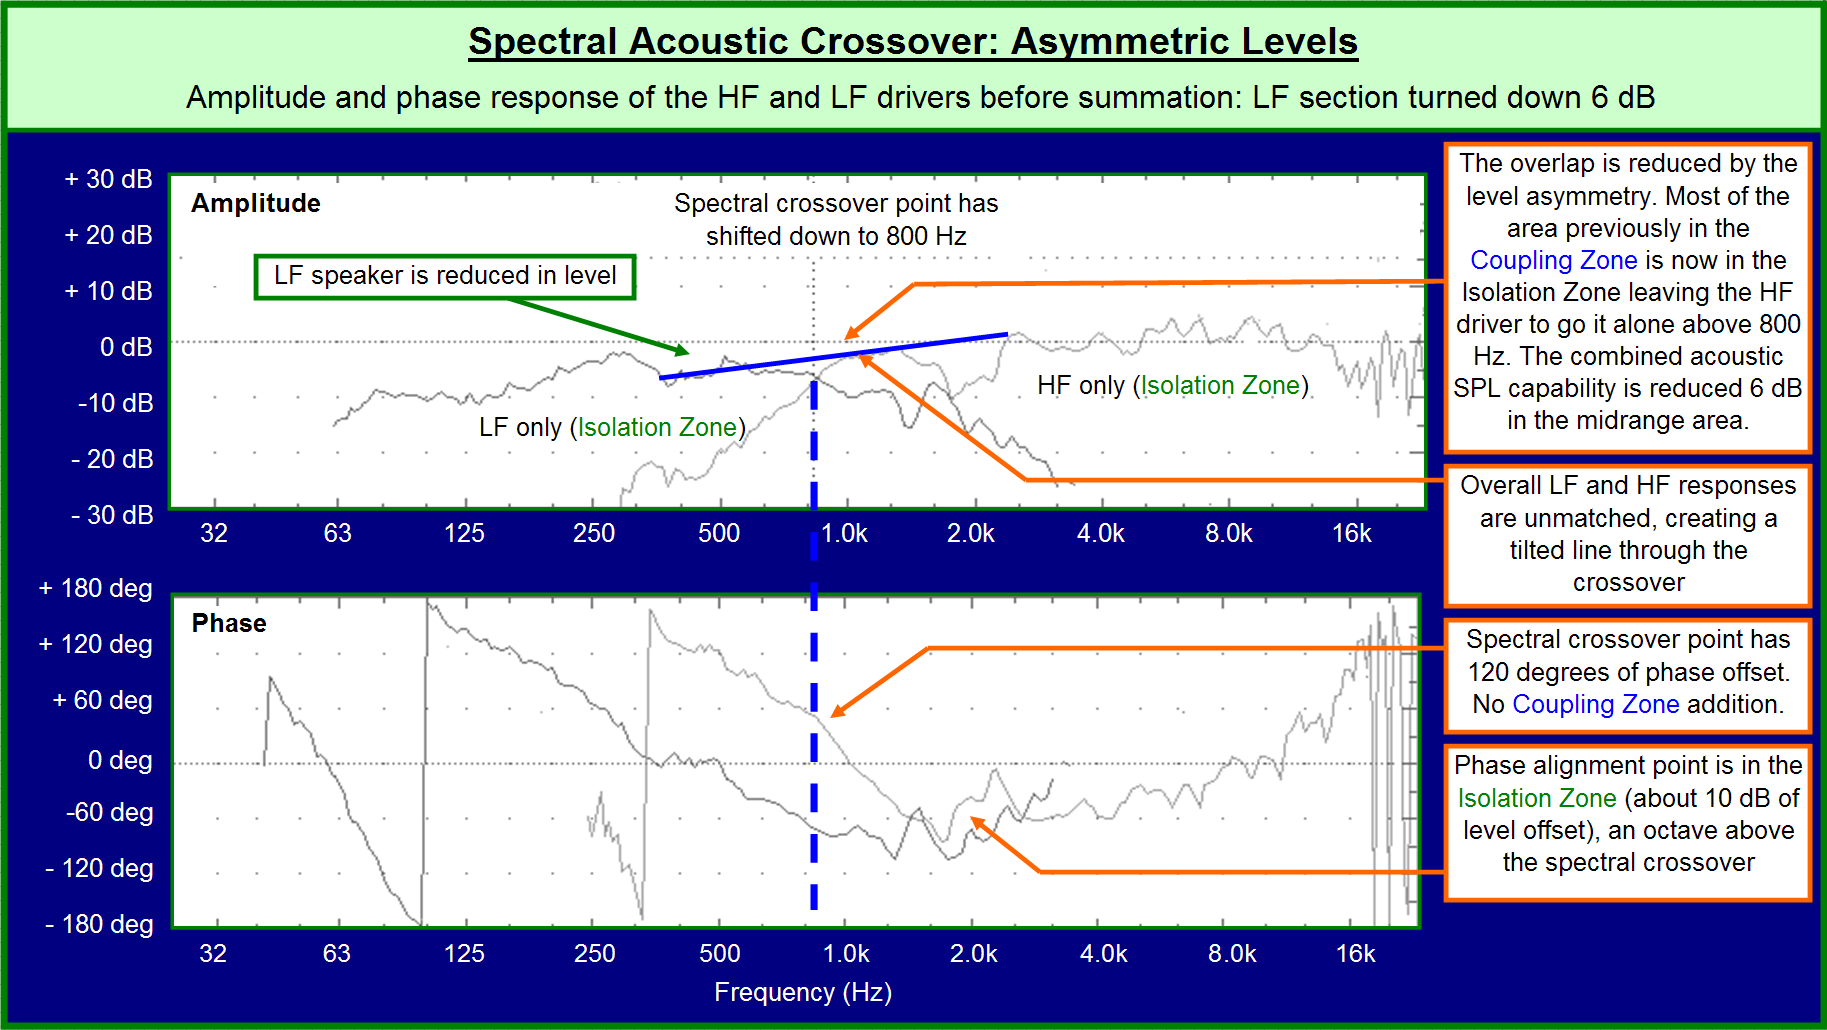 Spectral Acoustic Crossover: Asymmetric Levels
Amplitude and phase response of the HF and LF drivers before summation: LF section turned down 6 dB
+ 30 dB
+ 20 dB
+ 10 dB
0 dB
-10 dB
- 20 dB
- 30 dB
Amplitude
Spectral crossover point has
shifted down to 800 Hz
LF speaker is reduced in level
LF only (Isolation Zone)
HF only (Isolation Zone)
32 63 125 250 500 1.0k 2.0k 4.0k 8.0k 16k
The overlap is reduced by the
level asymmetry. Most of the
area previously in the
Coupling Zone is now in the
Isolation Zone leaving the HF
driver to go it alone above 800
Hz. The combined acoustic
SPL capability is reduced 6 dB
in the midrange area.
Overall LF and HF responses
are unmatched, creating a
tilted line through the
crossover
+ 180 deg
+ 120 deg
+ 60 deg
0 deg
-60 deg
- 120 deg
- 180 deg
Phase
32 63 125 250 500 1.0k 2.0k 4.0k 8.0k 16k
Frequency (Hz)
Spectral crossover point has
120 degrees of phase offset.
No Coupling Zone addition.
Phase alignment point is in the
Isolation Zone (about 10 dB of
level offset), an octave above
the spectral crossover